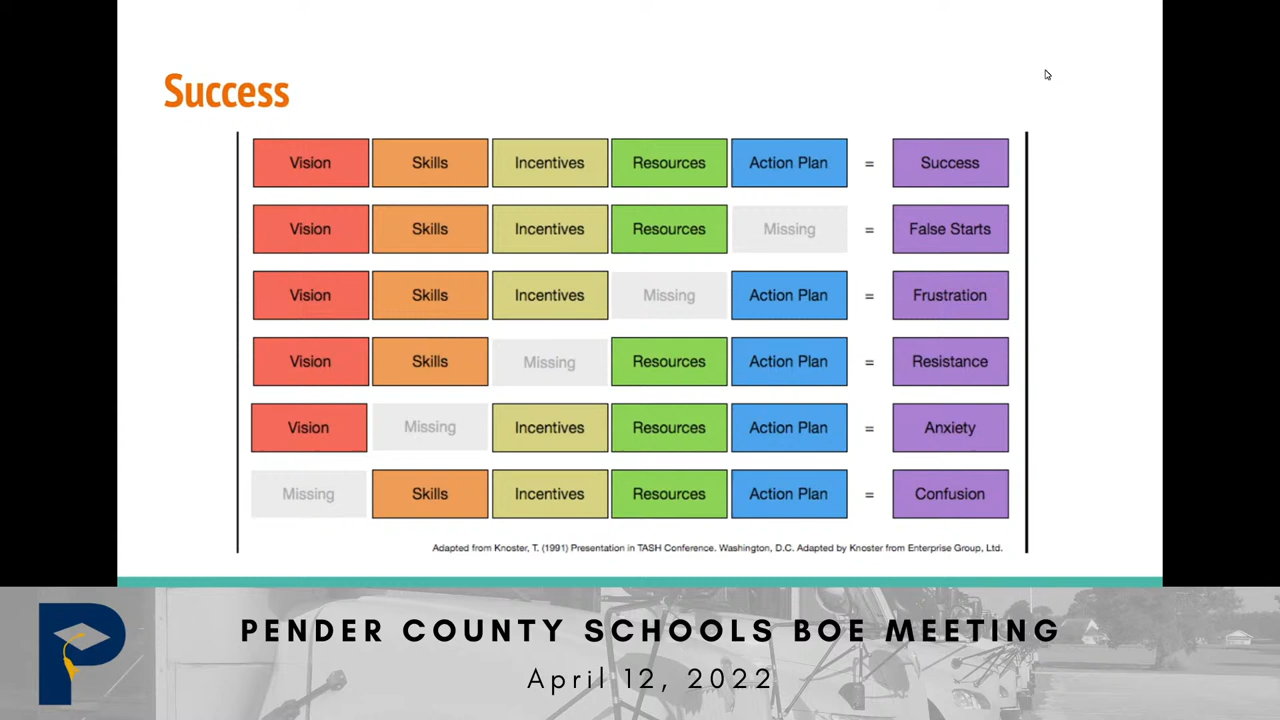 Success
Vision Skills Incentives Resources Action Plan = Success
Vision Skills Incentives Resources Missing = False Starts
Vision Skills Incentives Missing Action Plan = Frustration
Vision Skills Missing Resources Action Plan = Resistance
Vision Missing Incentives Resources Action Plan = Anxiety
Missing Skills Incentives Resources Action Plan = Confusion
Adapted from Knoster, T. (1991) Presentation in TASH Conference. Washington, D.C. Adapted by Knoster from Enterprise Group, Ltd.
P
PENDER COUNTY SCHOOLS BOE MEETING
April 12, 2022